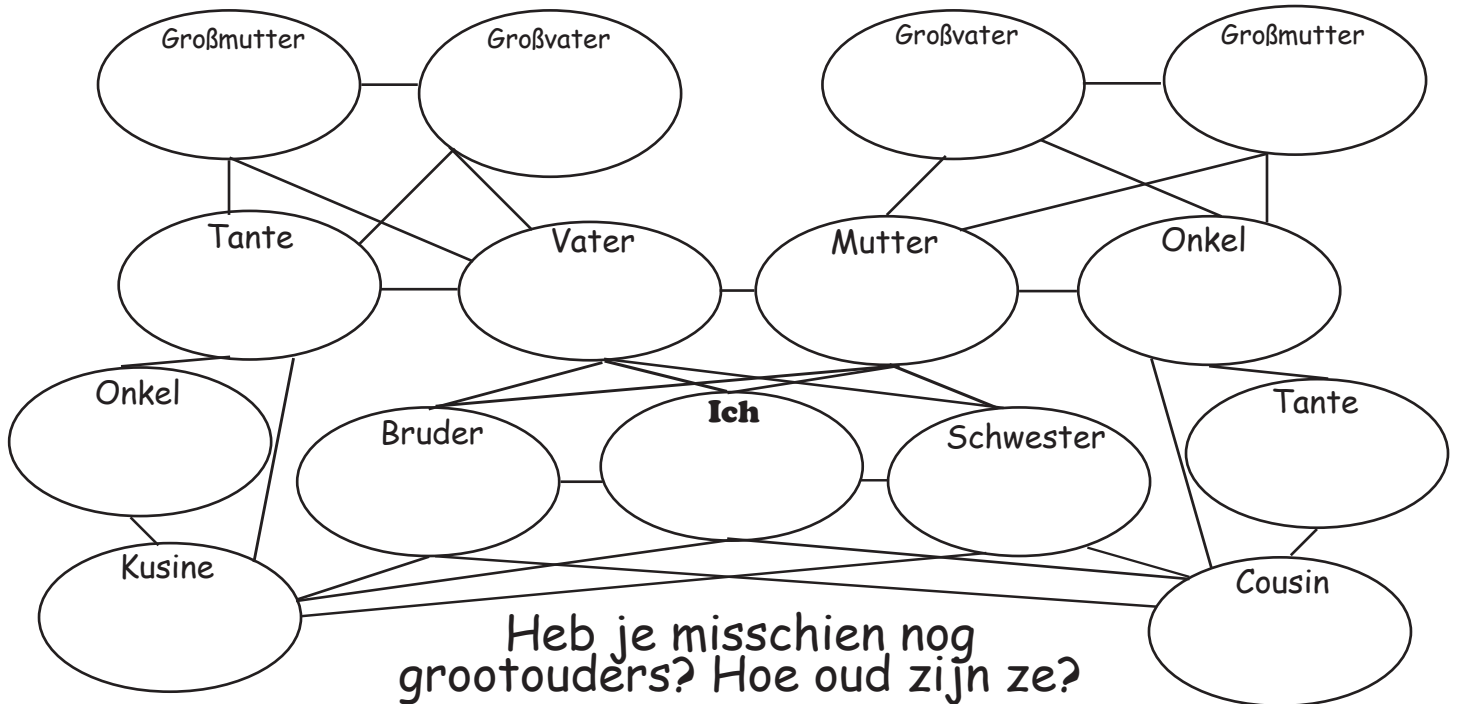 Großmutter
Großvater
Großvater
Großmutter
Tante
Vater
Mutter
Onkel
Onkel
Bruder
Ich
Schwester
Tante
Kusine
Cousin
Heb je misschien nog
grootouders? Hoe oud zijn ze?